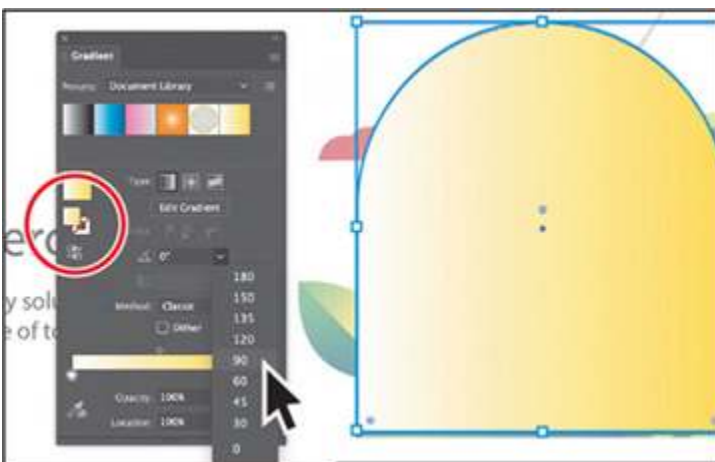 Gradient
Presets: Document Library
Type:
Edit Gradient
0°
180
150
Method: Classic
135
Dither
120
90
60
45
Opacity: 100%
30
Location: 100%
0
y solu
e of to